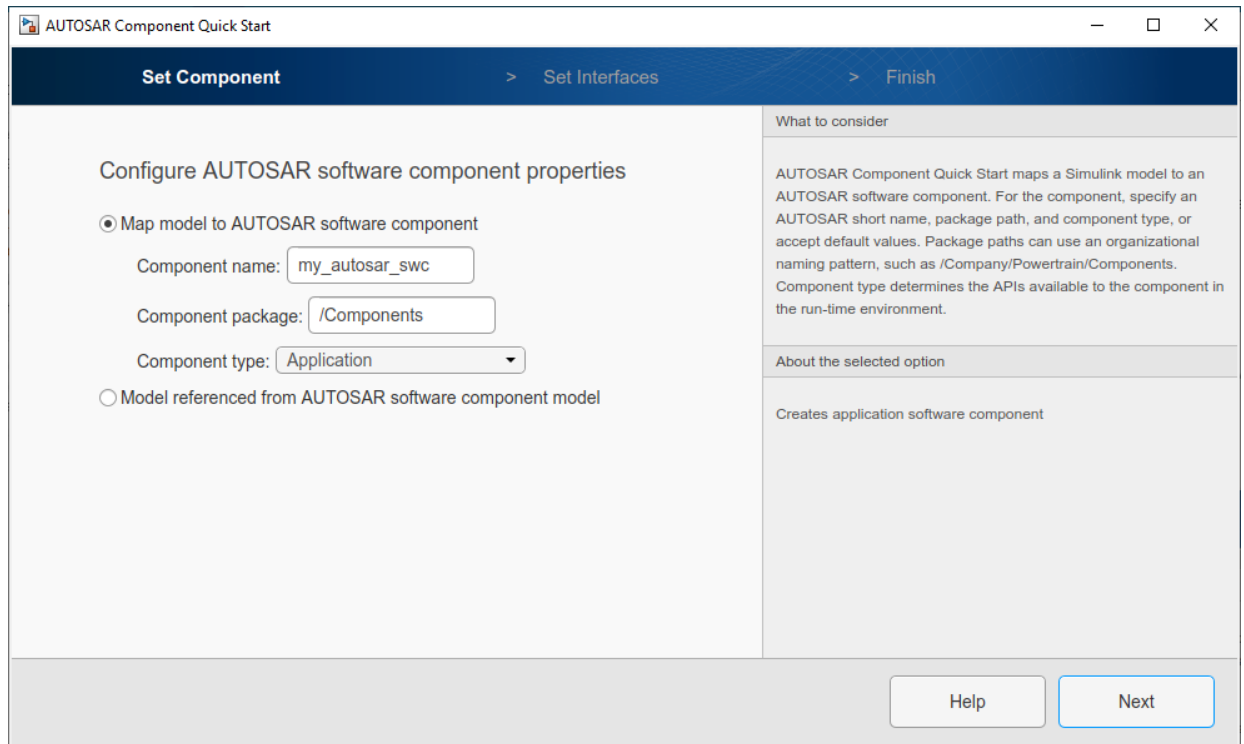 AUTOSAR Component Quick Start
Set Component > Set Interfaces > Finish
Configure AUTOSAR software component properties
Map model to AUTOSAR software component
Component name: my_autosar_swc
Component package: /Components
Component type: Application
Model referenced from AUTOSAR software component model
What to consider
AUTOSAR Component Quick Start maps a Simulink model to an
AUTOSAR software component. For the component, specify an
AUTOSAR short name, package path, and component type, or
accept default values. Package paths can use an organizational
naming pattern, such as /Company/Powertrain/Components.
Component type determines the APIs available to the component in
the run-time environment.
About the selected option
Creates application software component
Help
Next